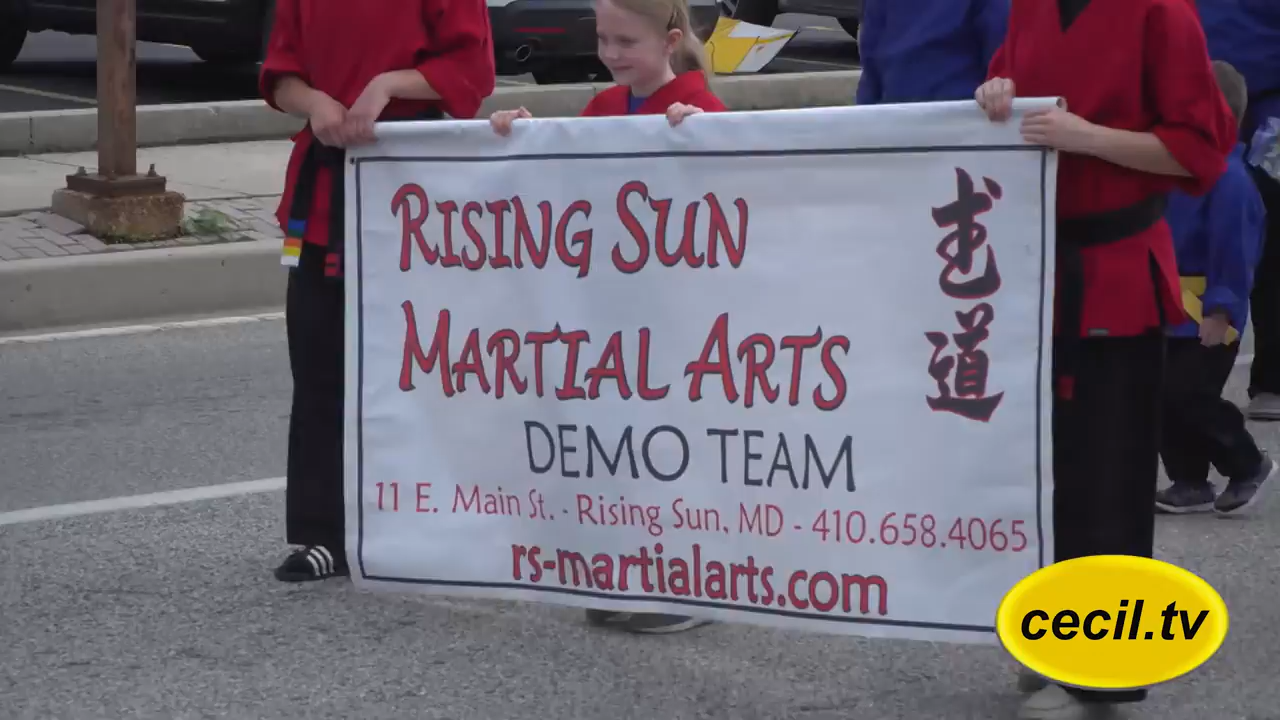 RISING SUN
MARTIAL ARTS
DEMO TEAM
11 E. Main St. - Rising Sun, MD - 410.658.4065
rs-martialarts.com
武道
cecil.tv